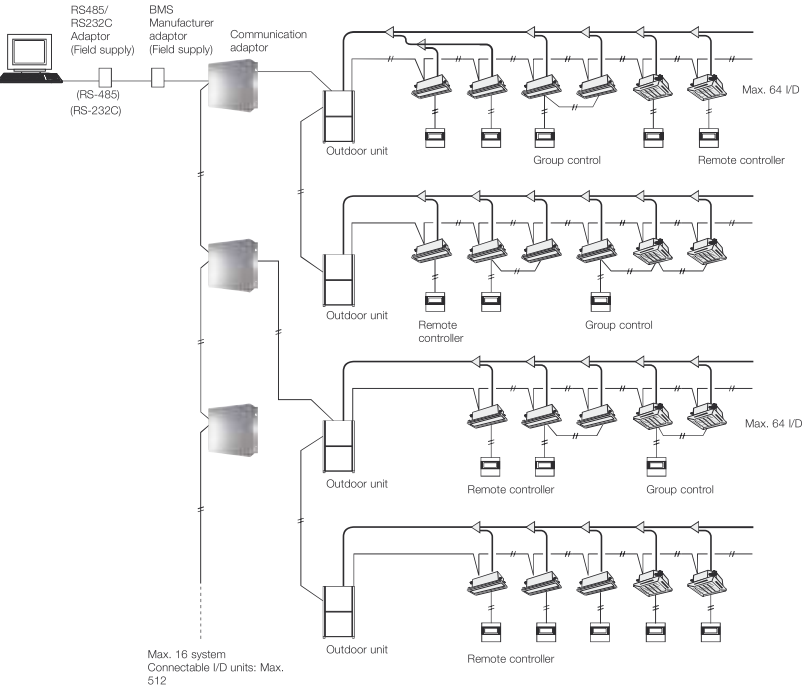 RS485/
RS232C
Adaptor
(Field supply)
BMS
Manufacturer
adaptor
(Field supply)
Communication
adaptor
(RS-485)
(RS-232C)
Max. 64 I/D
Outdoor unit
Group control
Remote controller
Outdoor unit
Remote
controller
Group control
Max. 64 I/D
Outdoor unit
Remote controller
Group control
Outdoor unit
Remote controller
Max. 16 system
Connectable I/D units: Max.
512